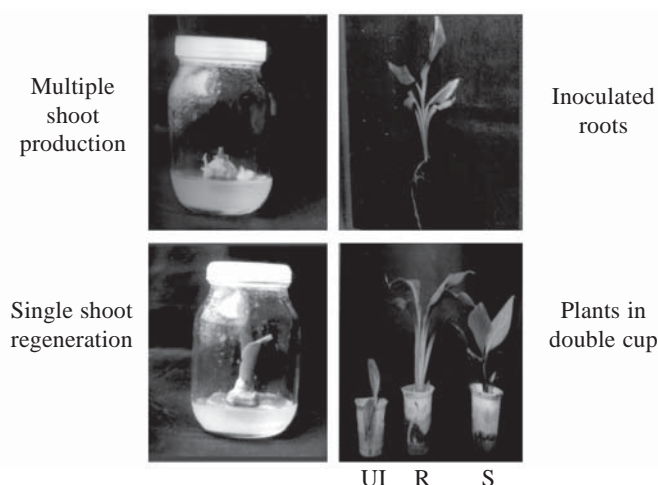 Multiple
shoot
production
Inoculated
roots
Single shoot
regeneration
Plants in
double cup
UI R S